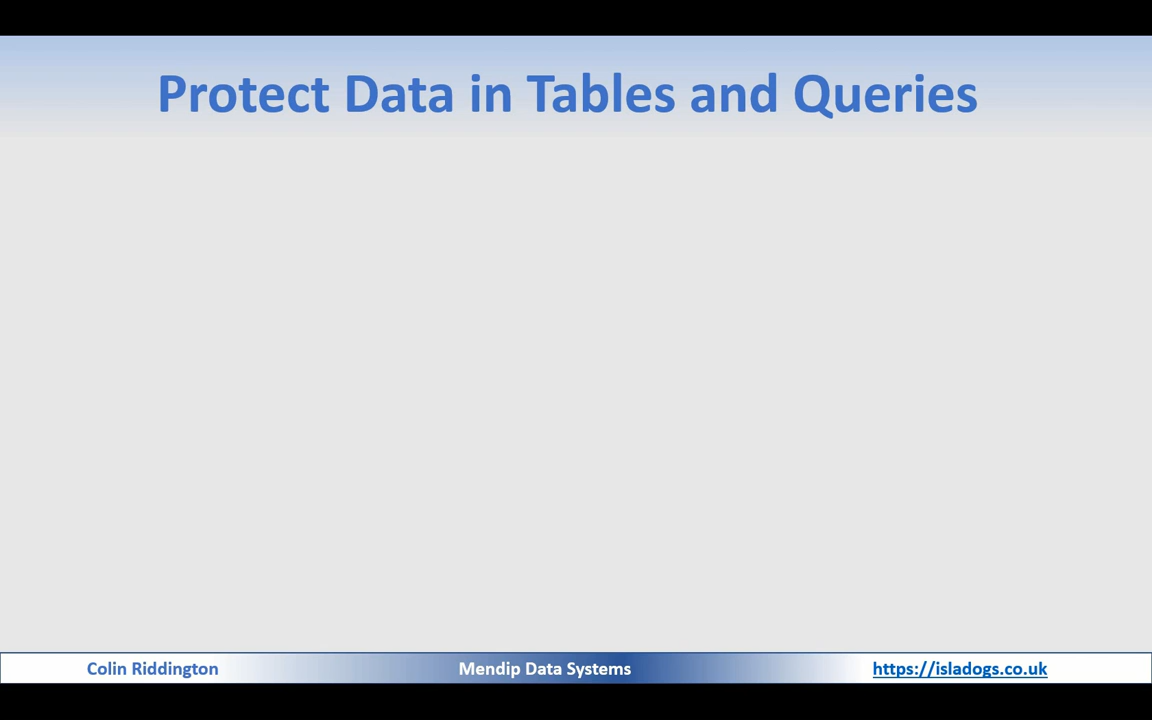 Protect Data in Tables and Queries
Colin Riddington
Mendip Data Systems
https://isladogs.co.uk